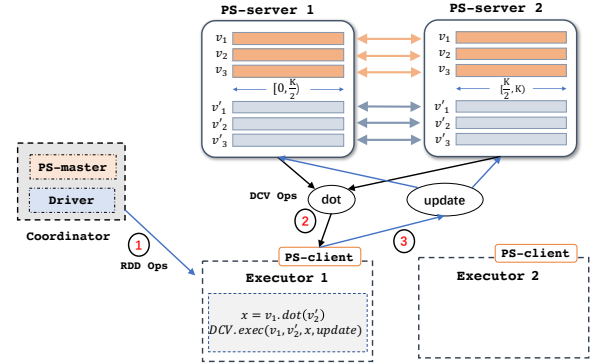 PS-server 1
PS-server 2
v₁
v₁
v₂
v₂
v₃
v₃
[0, K/2)
[K/2, K)
v'₁
v'₁
v'₂
v'₂
v'₃
v'₃
PS-master
Driver
Coordinator
DCV Ops
dot
update
2
3
1
RDD Ops
PS-client
PS-client
Executor 1
Executor 2
x = v₁.dot(v₂′)
DCV.exec(v₁, v₂′, x, update)